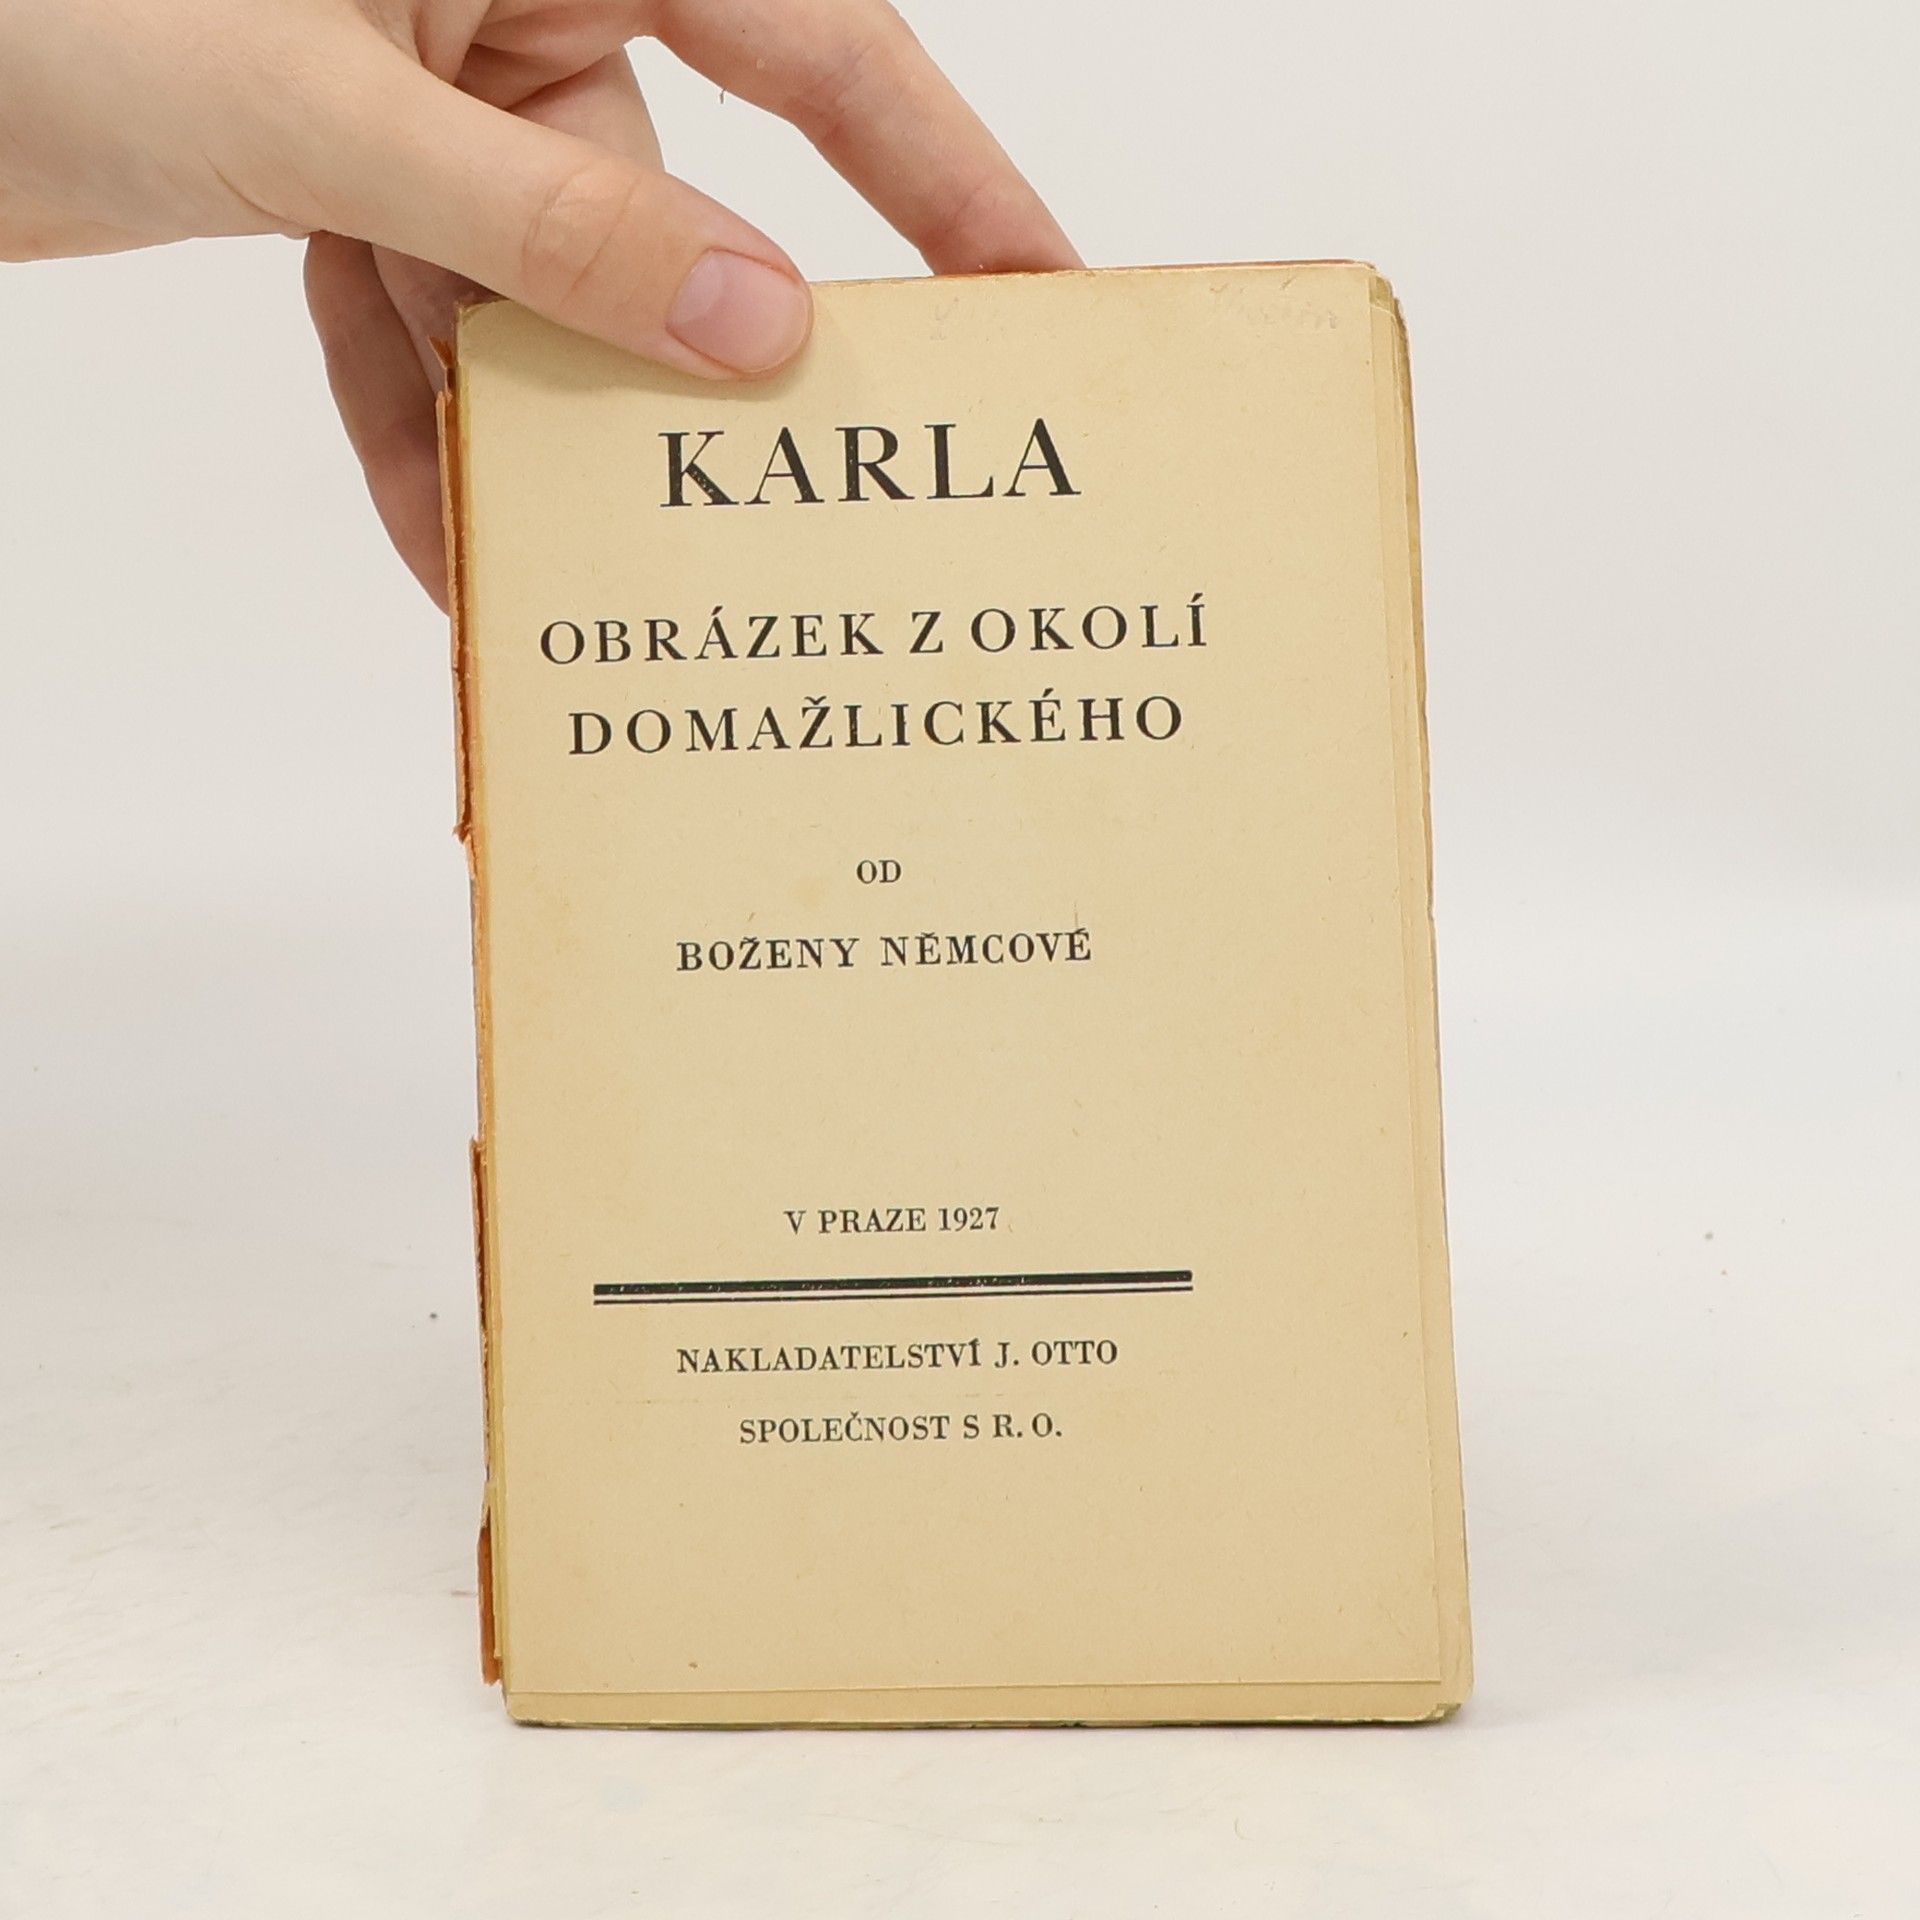 KARLA
OBRÁZEK Z OKOLÍ
DOMAŽLICKÉHO
OD
BOŽENY NĚMCOVÉ
V PRAZE 1927
NAKLADATELSTVÍ J. OTTO
SPOLEČNOST S R. O.